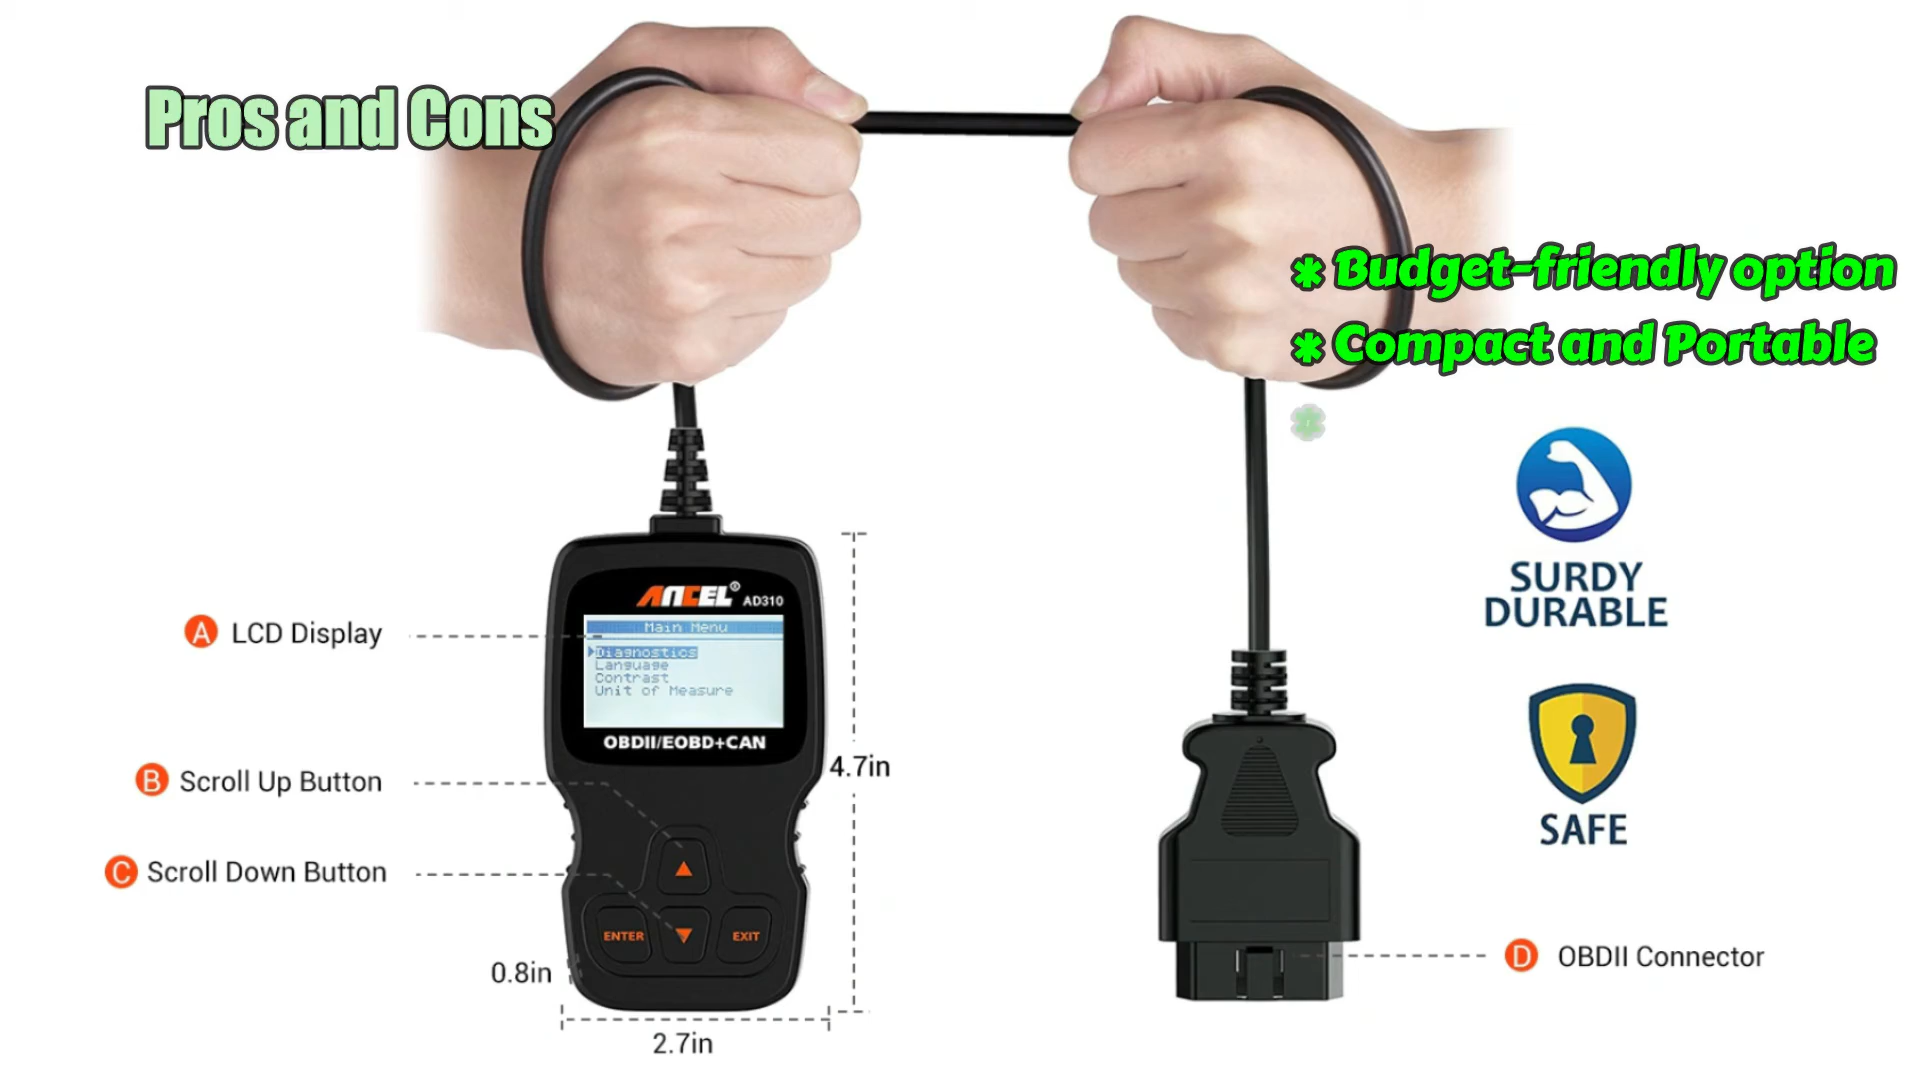 Pros and Cons
* Budget-friendly option
* Compact and Portable
*
SURDY
DURABLE
SAFE
ANCEL® AD310
Main Menu
Diagnostics
Language
Contrast
Unit of Measure
OBDII/EOBD+CAN
A LCD Display
B Scroll Up Button
C Scroll Down Button
ENTER
EXIT
4.7in
0.8in
2.7in
D OBDII Connector